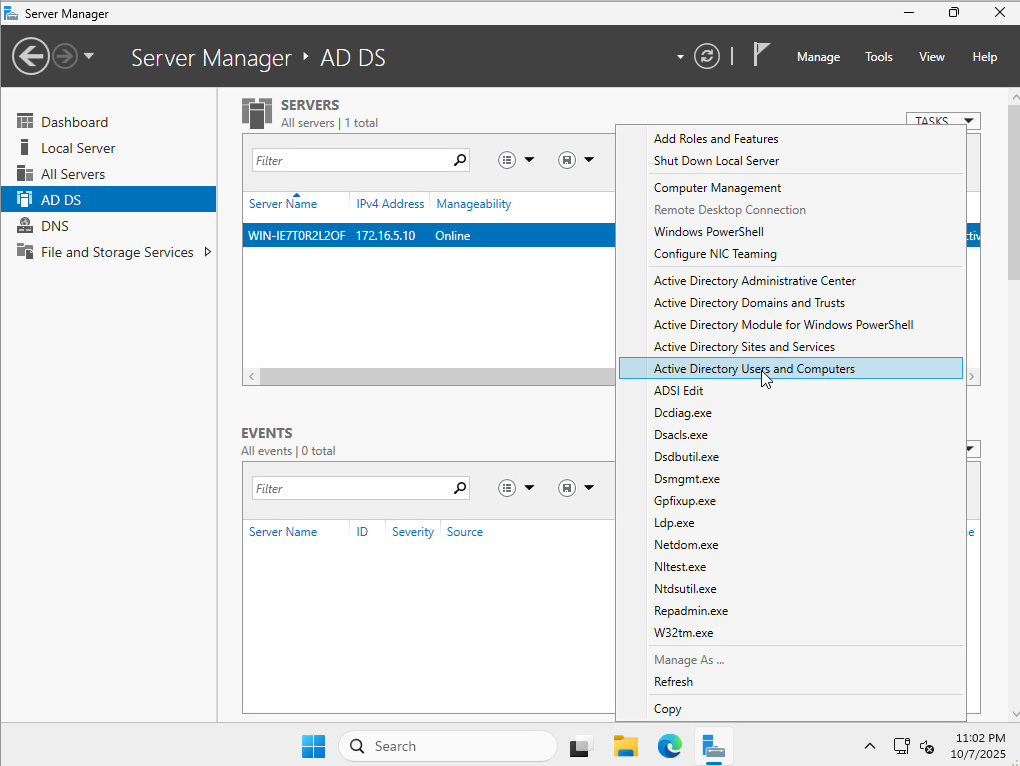 Server Manager
Server Manager ‣ AD DS
Manage Tools View Help
Dashboard
Local Server
All Servers
AD DS
DNS
File and Storage Services
SERVERS
All servers | 1 total
TASKS
Filter
Server Name IPv4 Address Manageability
WIN-IE7T0R2L2OF 172.16.5.10 Online
EVENTS
All events | 0 total
Filter
Server Name ID Severity Source
Add Roles and Features
Shut Down Local Server
Computer Management
Remote Desktop Connection
Windows PowerShell
Configure NIC Teaming
Active Directory Administrative Center
Active Directory Domains and Trusts
Active Directory Module for Windows PowerShell
Active Directory Sites and Services
Active Directory Users and Computers
ADSI Edit
Dcdiag.exe
Dsacls.exe
Dsdbutil.exe
Dsmgmt.exe
Gpfixup.exe
Ldp.exe
Netdom.exe
Nltest.exe
Ntdsutil.exe
Repadmin.exe
W32tm.exe
Manage As ...
Refresh
Copy
Search
11:02 PM
10/7/2025